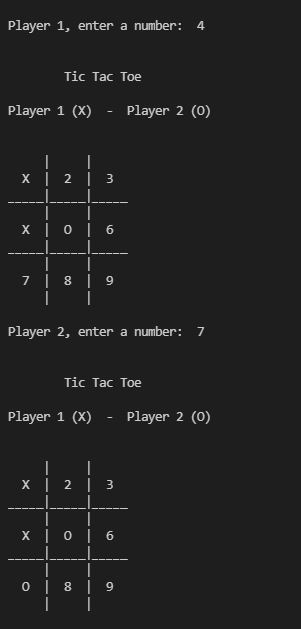 Player 1, enter a number:  4
Tic Tac Toe
Player 1 (X)  -  Player 2 (O)
     |     |
  X  |  2  |  3
_____|_____|_____
     |     |
  X  |  O  |  6
_____|_____|_____
     |     |
  7  |  8  |  9
     |     |
Player 2, enter a number:  7
Tic Tac Toe
Player 1 (X)  -  Player 2 (O)
     |     |
  X  |  2  |  3
_____|_____|_____
     |     |
  X  |  O  |  6
_____|_____|_____
     |     |
  O  |  8  |  9
     |     |